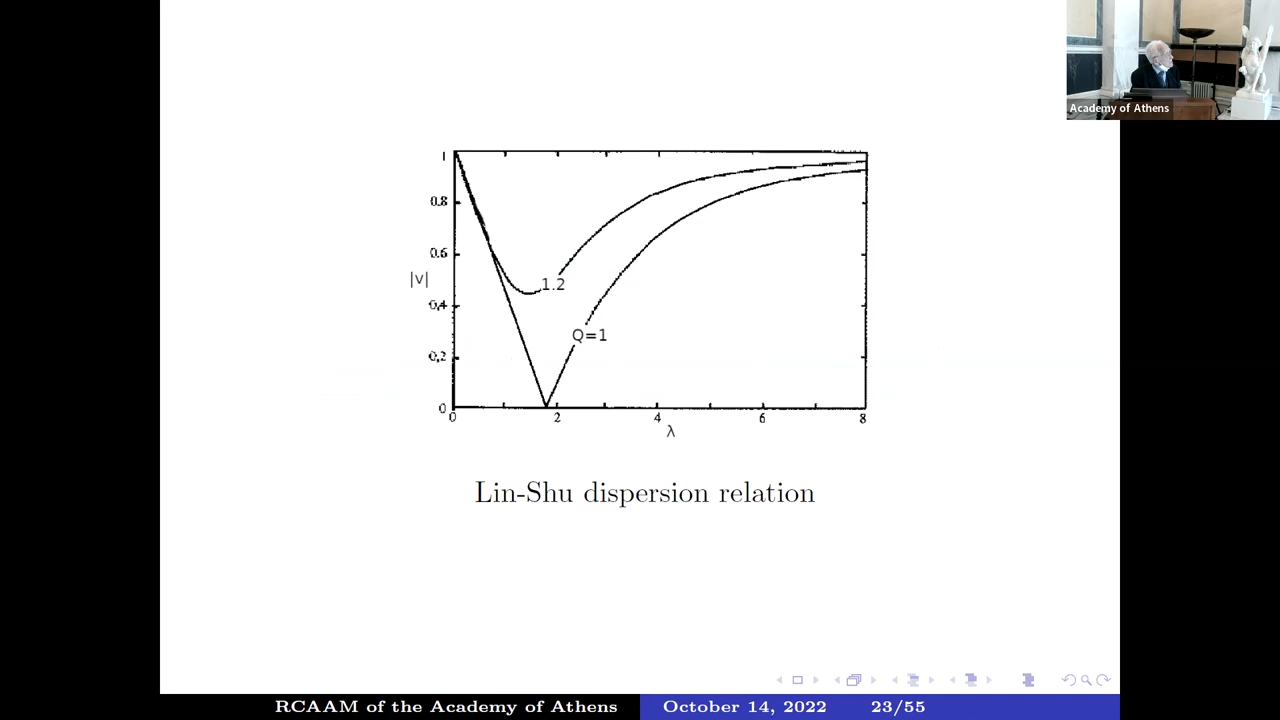 Academy of Athens
1
0.8
0.6
|v|
0.4
0.2
0
0 2 4 6 8
λ
1.2
Q=1
Lin-Shu dispersion relation
RCAAM of the Academy of Athens October 14, 2022 23/55